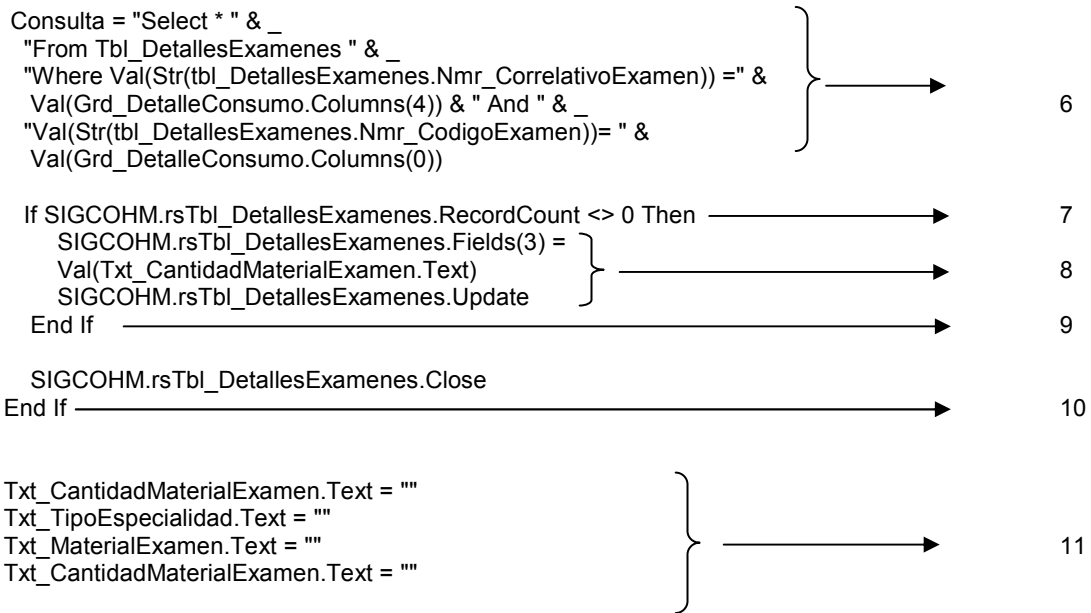 Consulta = "Select * " & _
"From Tbl_DetallesExamenes " & _
"Where Val(Str(tbl_DetallesExamenes.Nmr_CorrelativoExamen)) =" &
Val(Grd_DetalleConsumo.Columns(4)) & " And " & _
6
"Val(Str(tbl_DetallesExamenes.Nmr_CodigoExamen))= " &
Val(Grd_DetalleConsumo.Columns(0))
If SIGCOHM.rsTbl_DetallesExamenes.RecordCount <> 0 Then 7
SIGCOHM.rsTbl_DetallesExamenes.Fields(3) =
Val(Txt_CantidadMaterialExamen.Text) 8
SIGCOHM.rsTbl_DetallesExamenes.Update
End If 9
SIGCOHM.rsTbl_DetallesExamenes.Close
End If 10
Txt_CantidadMaterialExamen.Text = ""
Txt_TipoEspecialidad.Text = ""
Txt_MaterialExamen.Text = "" 11
Txt_CantidadMaterialExamen.Text = ""